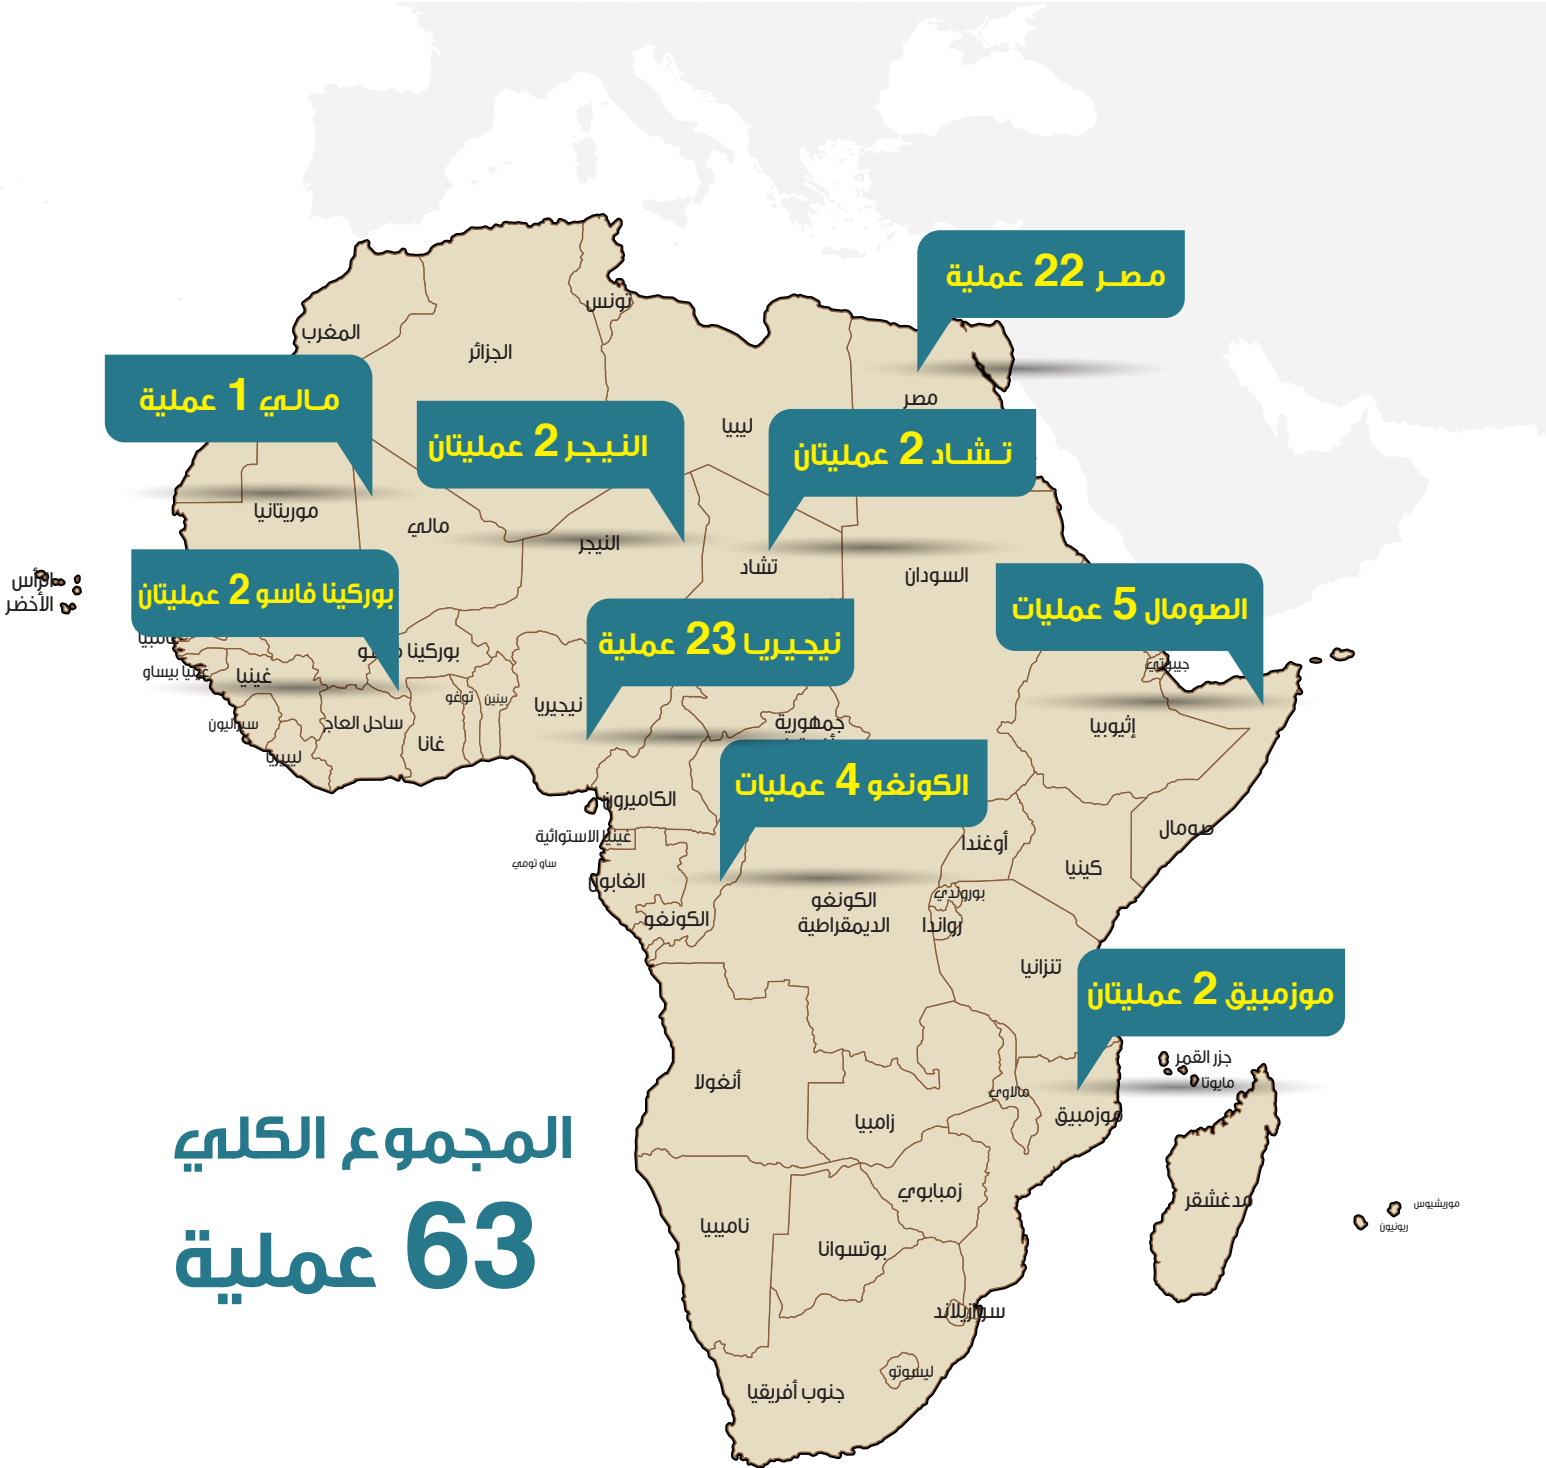 مصر 22 عملية
تونس
المغرب
الجزائر
مالي 1 عملية
مصر
النيجر 2 عمليتان
ليبيا
تشاد 2 عمليتان
موريتانيا
مالي
النيجر
تشاد
السودان
الرأس
الأخضر
بوركينا فاسو 2 عمليتان
الصومال 5 عمليات
نيجيريا 23 عملية
بوركينا
جيبوتي
غينيا بيساو
غينيا
توغو
بينين
نيجيريا
جمهورية
إثيوبيا
سيراليون
ساحل العاج
غانا
ليبيريا
الكونغو 4 عمليات
الكاميرون
صومال
غينيا الاستوائية
أوغندا
ساو تومي
كينيا
الغابون
بوروندي
الكونغو
الديمقراطية
الكونغو
رواندا
تنزانيا
موزمبيق 2 عمليتان
جزر القمر
مايوتا
أنغولا
مالاوي
موزمبيق
زامبيا
المجموع الكلي
63 عملية
زمبابوي
مدغشقر
موريشيوس
ريونيون
ناميبيا
بوتسوانا
سوازيلاند
ليسوتو
جنوب أفريقيا